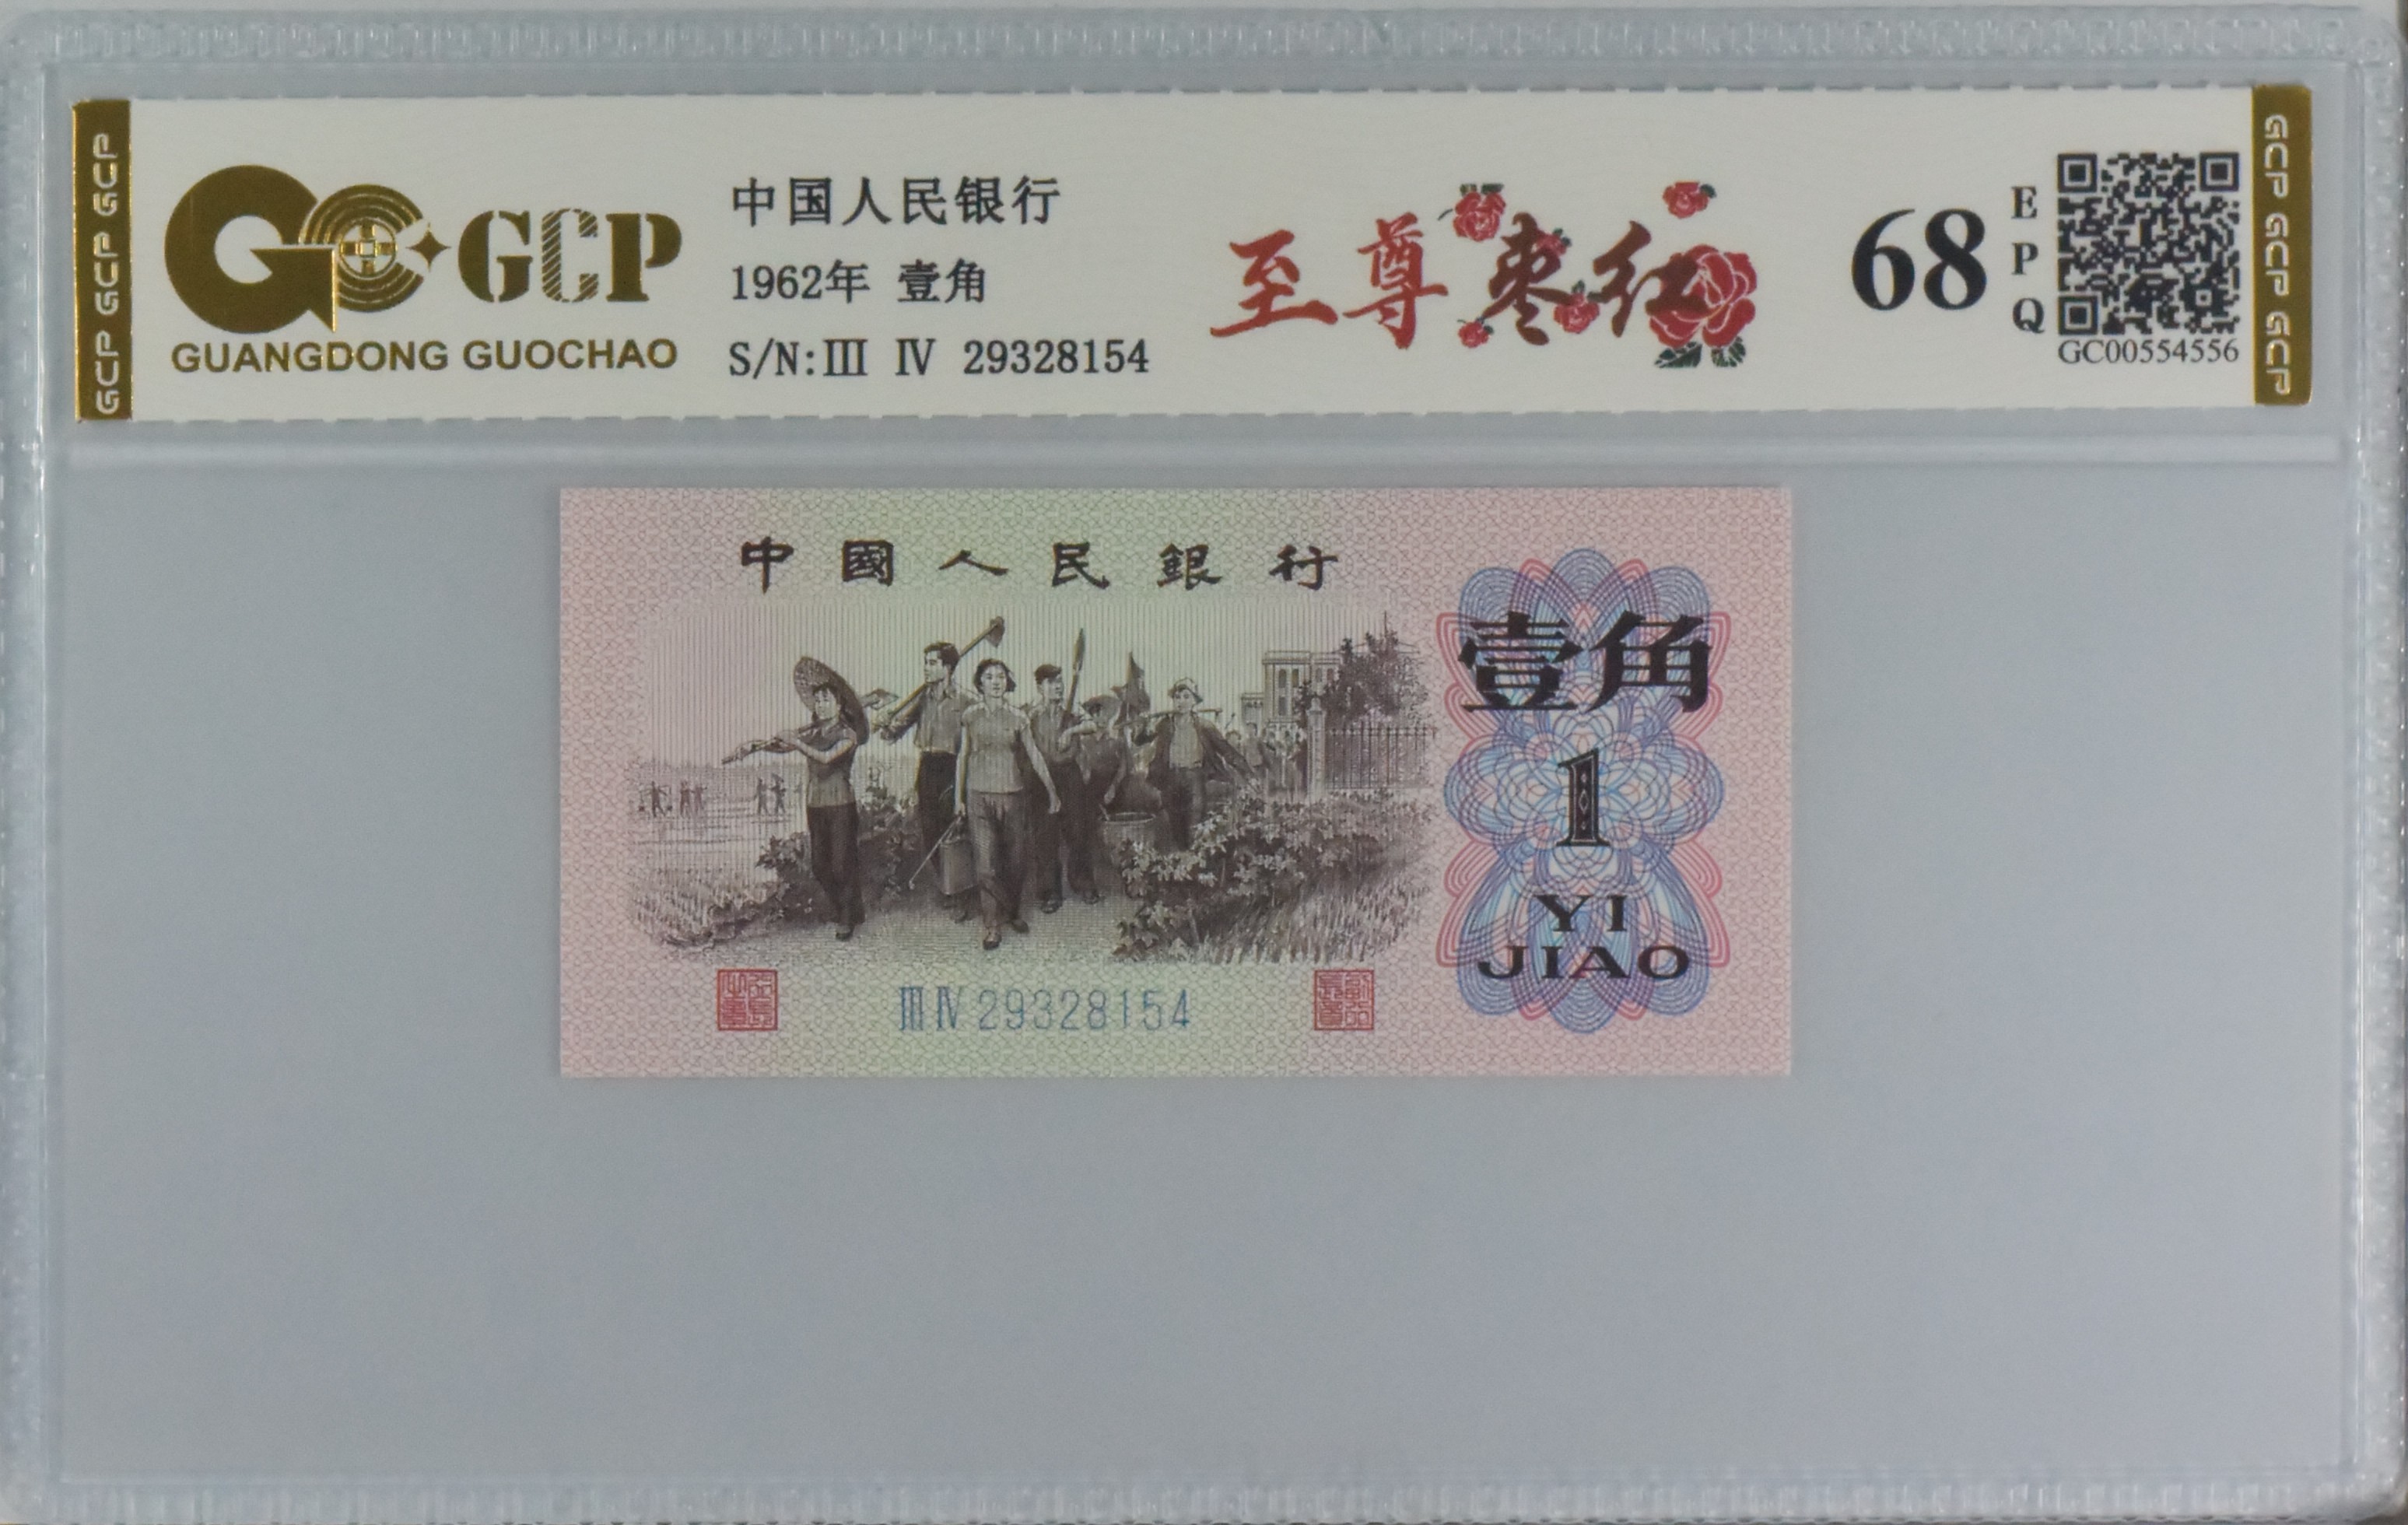 GCP GCP GCP
GCP
GUANGDONG GUOCHAO
中国人民银行
1962年 壹角
S/N:Ⅲ Ⅳ 29328154
至尊枣红
68
EPQ
GC00554556
GCP GCP GCP
中國人民銀行
壹角
1
YI
JIAO
ⅢⅣ 29328154